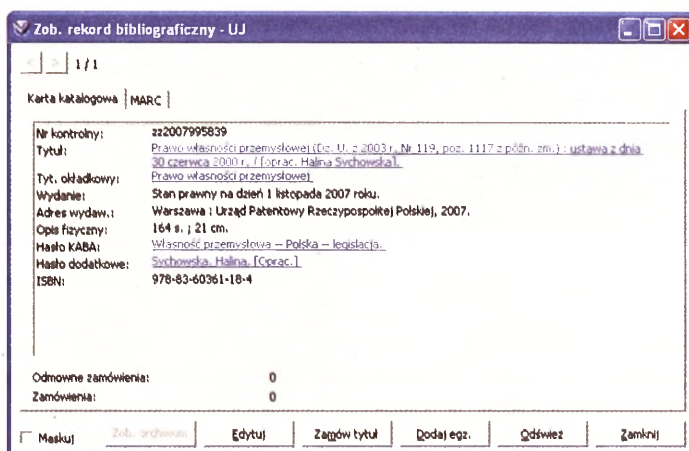 Zob. rekord bibliograficzny - UJ
< > 1 / 1
Karta katalogowa MARC
Nr kontrolny: zz2007995839
Tytuł: Prawo własności przemysłowej (Dz. U. z 2003 r. Nr 119, poz. 1117 z późn. zm.) : ustawa z dnia
30 czerwca 2000 r. / [oprac. Halina Sychowska].
Tyt. okładkowy: Prawo własności przemysłowej
Wydanie: Stan prawny na dzień 1 listopada 2007 roku.
Adres wydaw.: Warszawa : Urząd Patentowy Rzeczypospolitej Polskiej, 2007.
Opis fizyczny: 164 s. ; 21 cm.
Hasło KABA: Własność przemysłowa -- Polska -- legislacja.
Hasło dodatkowe: Sychowska, Halina. [Oprac.]
ISBN: 978-83-60361-18-4
Odmowne zamówienia: 0
Zamówienia: 0
Maskuj Zob. archiwum Edytuj Zamów tytuł Dodaj egz. Odśwież Zamknij